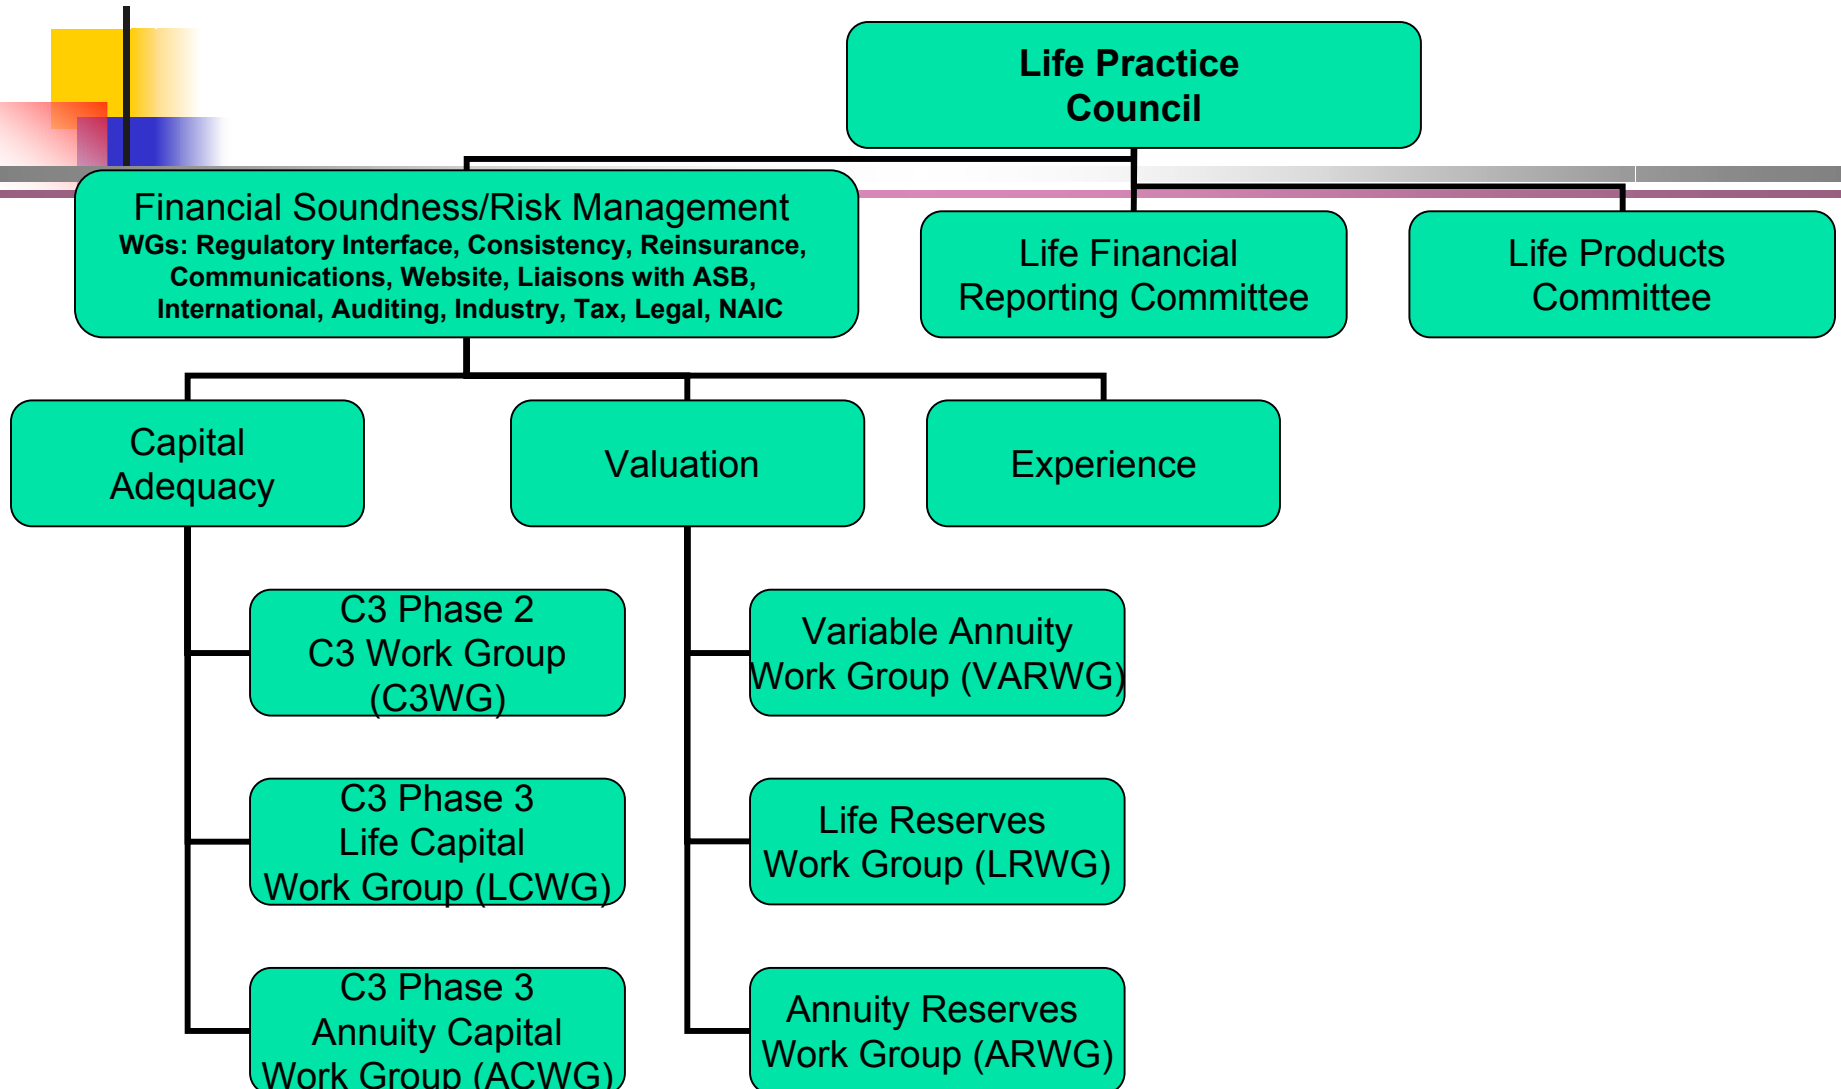 Life Practice
Council
Financial Soundness/Risk Management
WGs: Regulatory Interface, Consistency, Reinsurance,
Communications, Website, Liaisons with ASB,
International, Auditing, Industry, Tax, Legal, NAIC
Life Financial
Reporting Committee
Life Products
Committee
Capital
Adequacy
Valuation
Experience
C3 Phase 2
C3 Work Group
(C3WG)
Variable Annuity
Work Group (VARWG)
C3 Phase 3
Life Capital
Work Group (LCWG)
Life Reserves
Work Group (LRWG)
C3 Phase 3
Annuity Capital
Work Group (ACWG)
Annuity Reserves
Work Group (ARWG)